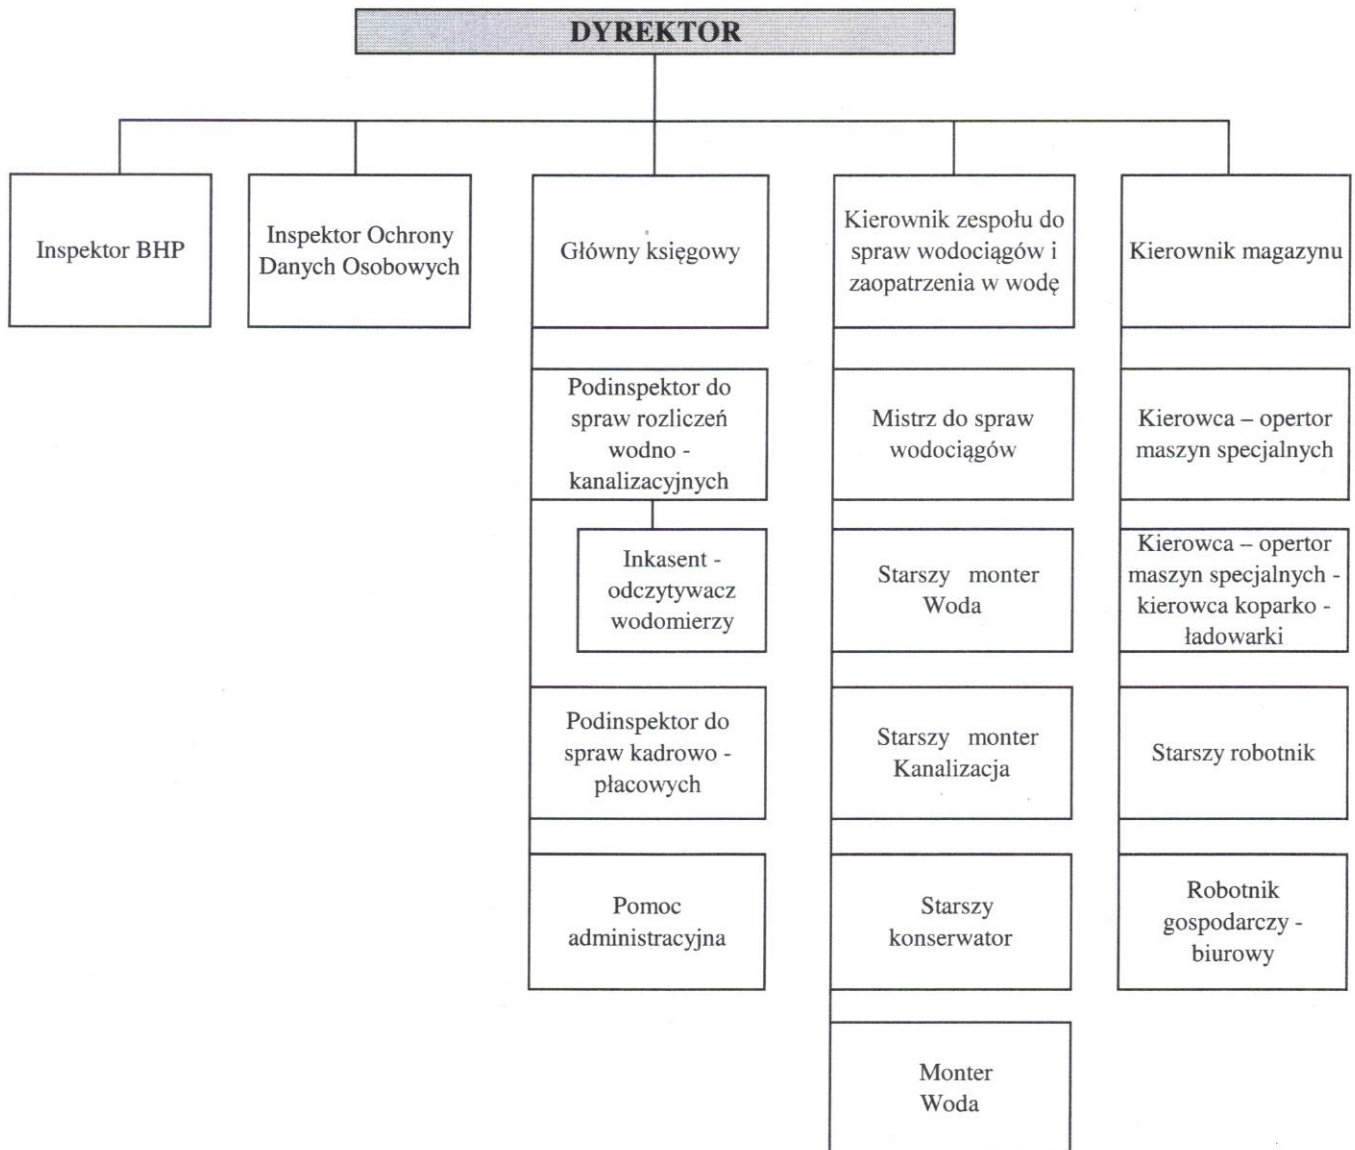 DYREKTOR
Inspektor BHP
Inspektor Ochrony
Danych Osobowych
Główny księgowy
Kierownik zespołu do
spraw wodociągów i
zaopatrzenia w wodę
Kierownik magazynu
Podinspektor do
spraw rozliczeń
wodno -
kanalizacyjnych
Mistrz do spraw
wodociągów
Kierowca – opertor
maszyn specjalnych
Inkasent -
odczytywacz
wodomierzy
Starszy monter
Woda
Kierowca – opertor
maszyn specjalnych -
kierowca koparko -
ładowarki
Podinspektor do
spraw kadrowo -
płacowych
Starszy monter
Kanalizacja
Starszy robotnik
Pomoc
administracyjna
Starszy
konserwator
Robotnik
gospodarczy -
biurowy
Monter
Woda